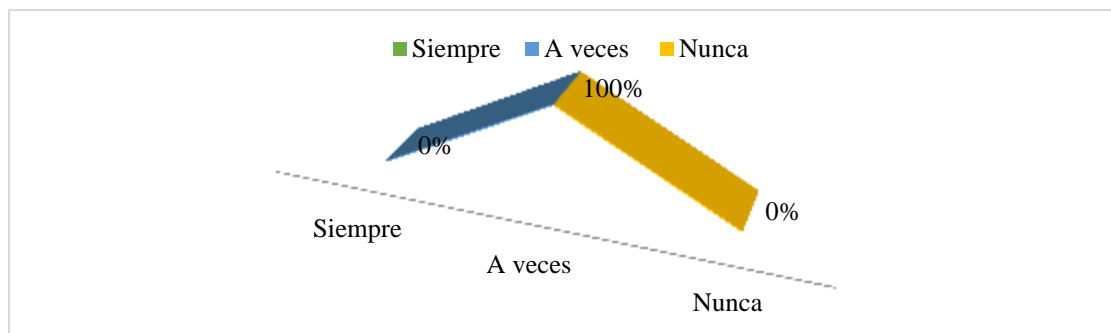 Siempre A veces Nunca
100%
0%
0%
Siempre
A veces
Nunca